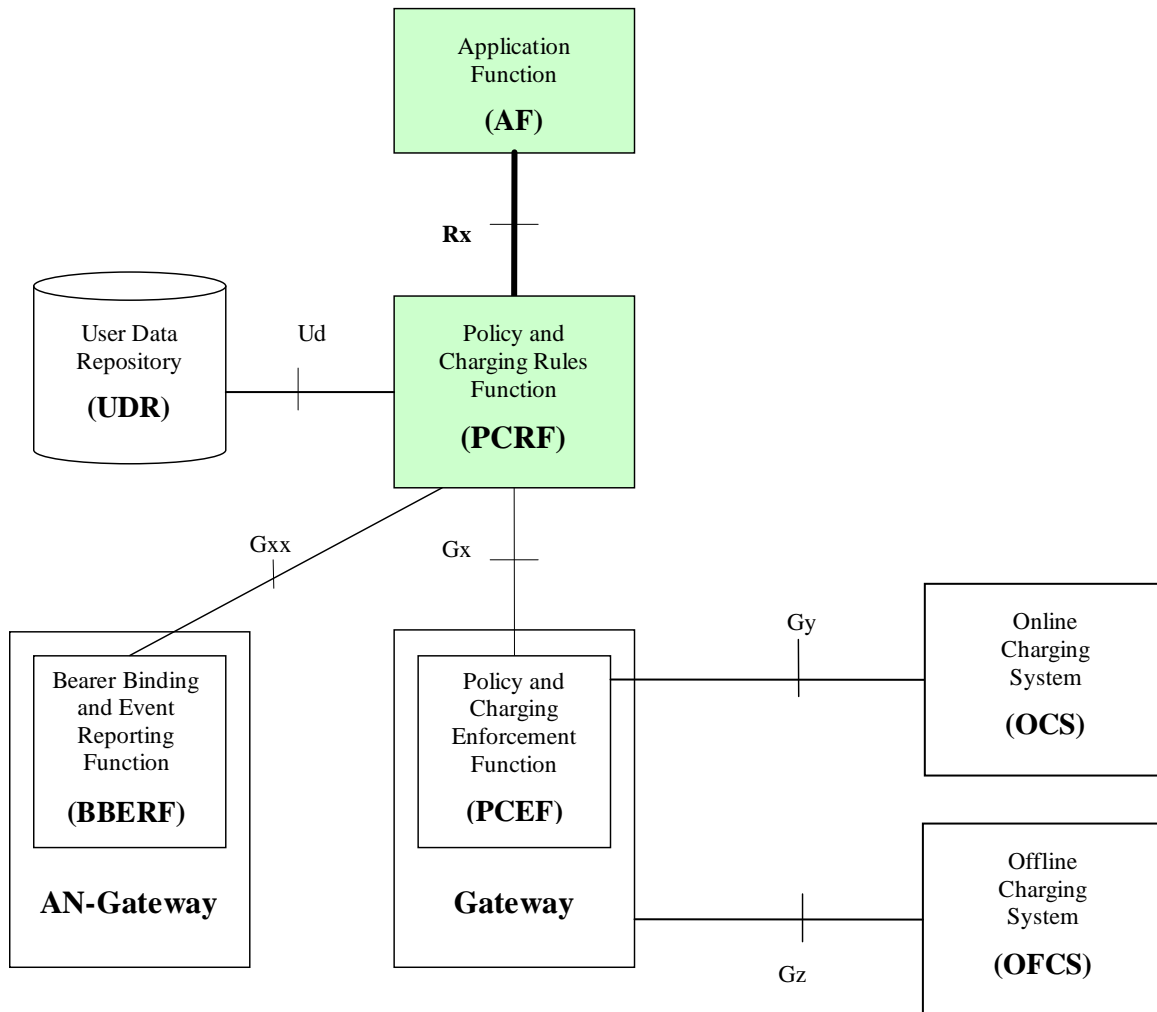 Application
Function
(AF)
Rx
User Data
Repository
(UDR)
Ud
Policy and
Charging Rules
Function
(PCRF)
Gxx
Gx
Bearer Binding
and Event
Reporting
Function
(BBERF)
AN-Gateway
Policy and
Charging
Enforcement
Function
(PCEF)
Gateway
Gy
Online
Charging
System
(OCS)
Gz
Offline
Charging
System
(OFCS)